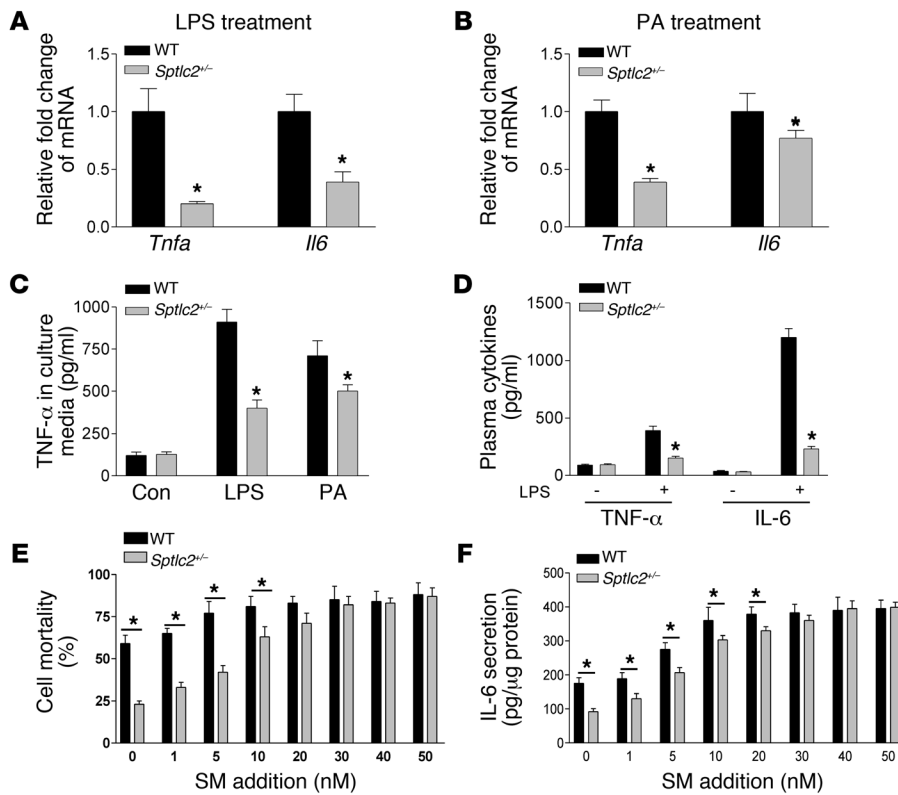 A
LPS treatment
WT
Sptlc2+/–
Relative fold change
of mRNA
1.5
1.0
0.5
0.0
Tnfa
Il6
*
*
B
PA treatment
WT
Sptlc2+/–
Relative fold change
of mRNA
1.5
1.0
0.5
0.0
Tnfa
Il6
*
*
C
WT
Sptlc2+/–
TNF-α in culture
media (pg/ml)
1000
750
500
250
0
Con
LPS
PA
*
*
D
WT
Sptlc2+/–
Plasma cytokines
(pg/ml)
1500
1000
500
0
*
*
LPS - + - +
TNF-α
IL-6
E
WT
Sptlc2+/–
Cell mortality
(%)
100
75
50
25
0
* * * *
0 1 5 10 20 30 40 50
SM addition (nM)
F
WT
Sptlc2+/–
IL-6 secretion
(pg/μg protein)
500
400
300
200
100
0
* * * * *
0 1 5 10 20 30 40 50
SM addition (nM)